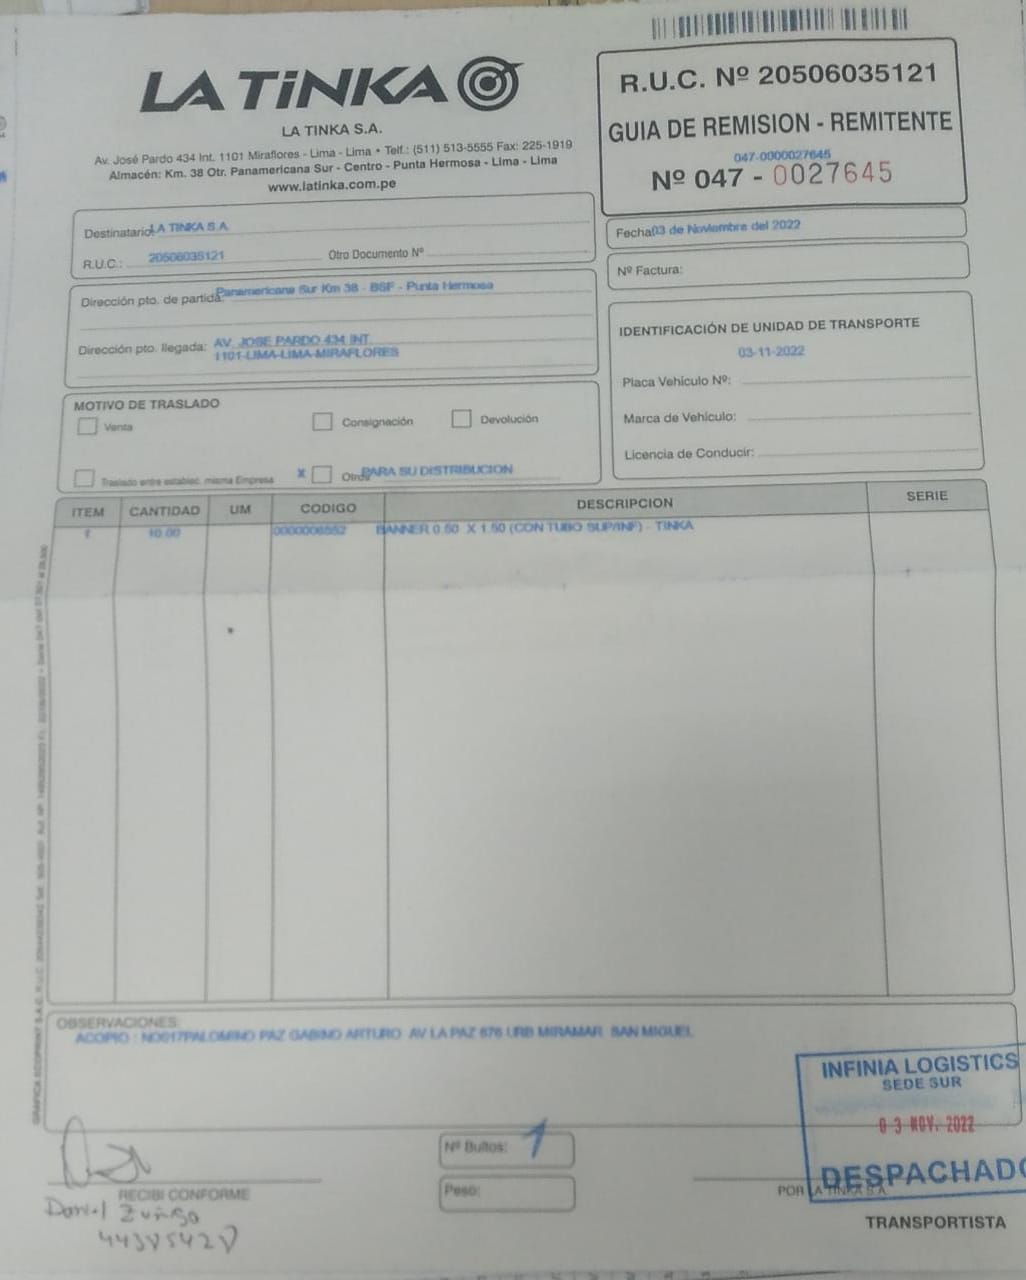 LA TiNKA
LA TINKA S.A.
Av. José Pardo 434 Int. 1101 Miraflores - Lima - Lima • Telf.: (511) 513-5555 Fax: 225-1919
Almacén: Km. 38 Otr. Panamericana Sur - Centro - Punta Hermosa - Lima - Lima
www.latinka.com.pe
R.U.C. Nº 20506035121
GUIA DE REMISION - REMITENTE
047-0000027645
Nº 047 - 0027645
Destinatario LA TINKA S.A.
R.U.C.: 20506035121 Otro Documento Nº
Fecha 03 de Noviembre del 2022
Nº Factura:
Dirección pto. de partida: Panamericana Sur Km 38 - BSF - Punta Hermosa
Dirección pto. llegada: AV. JOSE PARDO 434 INT.
1101-LIMA-LIMA-MIRAFLORES
IDENTIFICACIÓN DE UNIDAD DE TRANSPORTE
03-11-2022
Placa Vehículo Nº:
Marca de Vehículo:
Licencia de Conducir:
MOTIVO DE TRASLADO
Venta Consignación Devolución
Traslado entre establec. misma Empresa x Otros PARA SU DISTRIBUCION
ITEM CANTIDAD UM CODIGO DESCRIPCION SERIE
1 10.00 0000006552 BANNER 0.50 X 1.50 (CON TUBO SUP/INF) - TINKA
OBSERVACIONES:
ACOPIO : NO617PALOMINO PAZ GABINO ARTURO AV LA PAZ 676 URB MIRAMAR SAN MIGUEL
INFINIA LOGISTICS
SEDE SUR
03 NOV. 2022
DESPACHADO
Nº Bultos: 1
Peso:
RECIBI CONFORME
POR LA TINKA S.A.
TRANSPORTISTA
Daniel Zuñiga